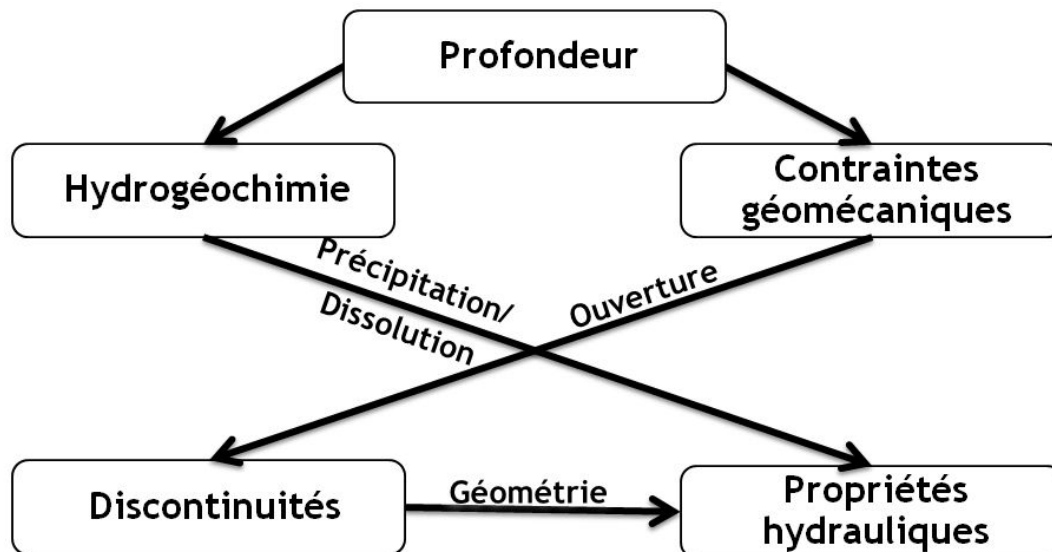 Profondeur
Hydrogéochimie
Contraintes
géomécaniques
Précipitation/
Dissolution
Ouverture
Discontinuités
Géométrie
Propriétés
hydrauliques